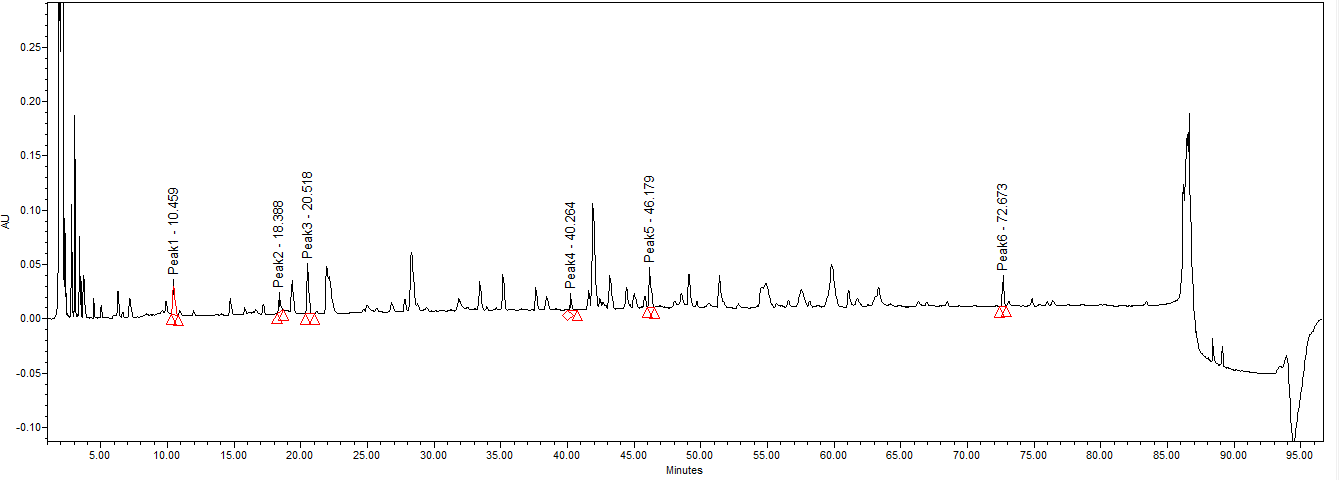 0.25
0.20
0.15
0.10
0.05
0.00
-0.05
-0.10
AU
Peak1 - 10.459
Peak2 - 18.388
Peak3 - 20.518
Peak4 - 40.264
Peak5 - 46.179
Peak6 - 72.673
5.00 10.00 15.00 20.00 25.00 30.00 35.00 40.00 45.00 50.00 55.00 60.00 65.00 70.00 75.00 80.00 85.00 90.00 95.00
Minutes